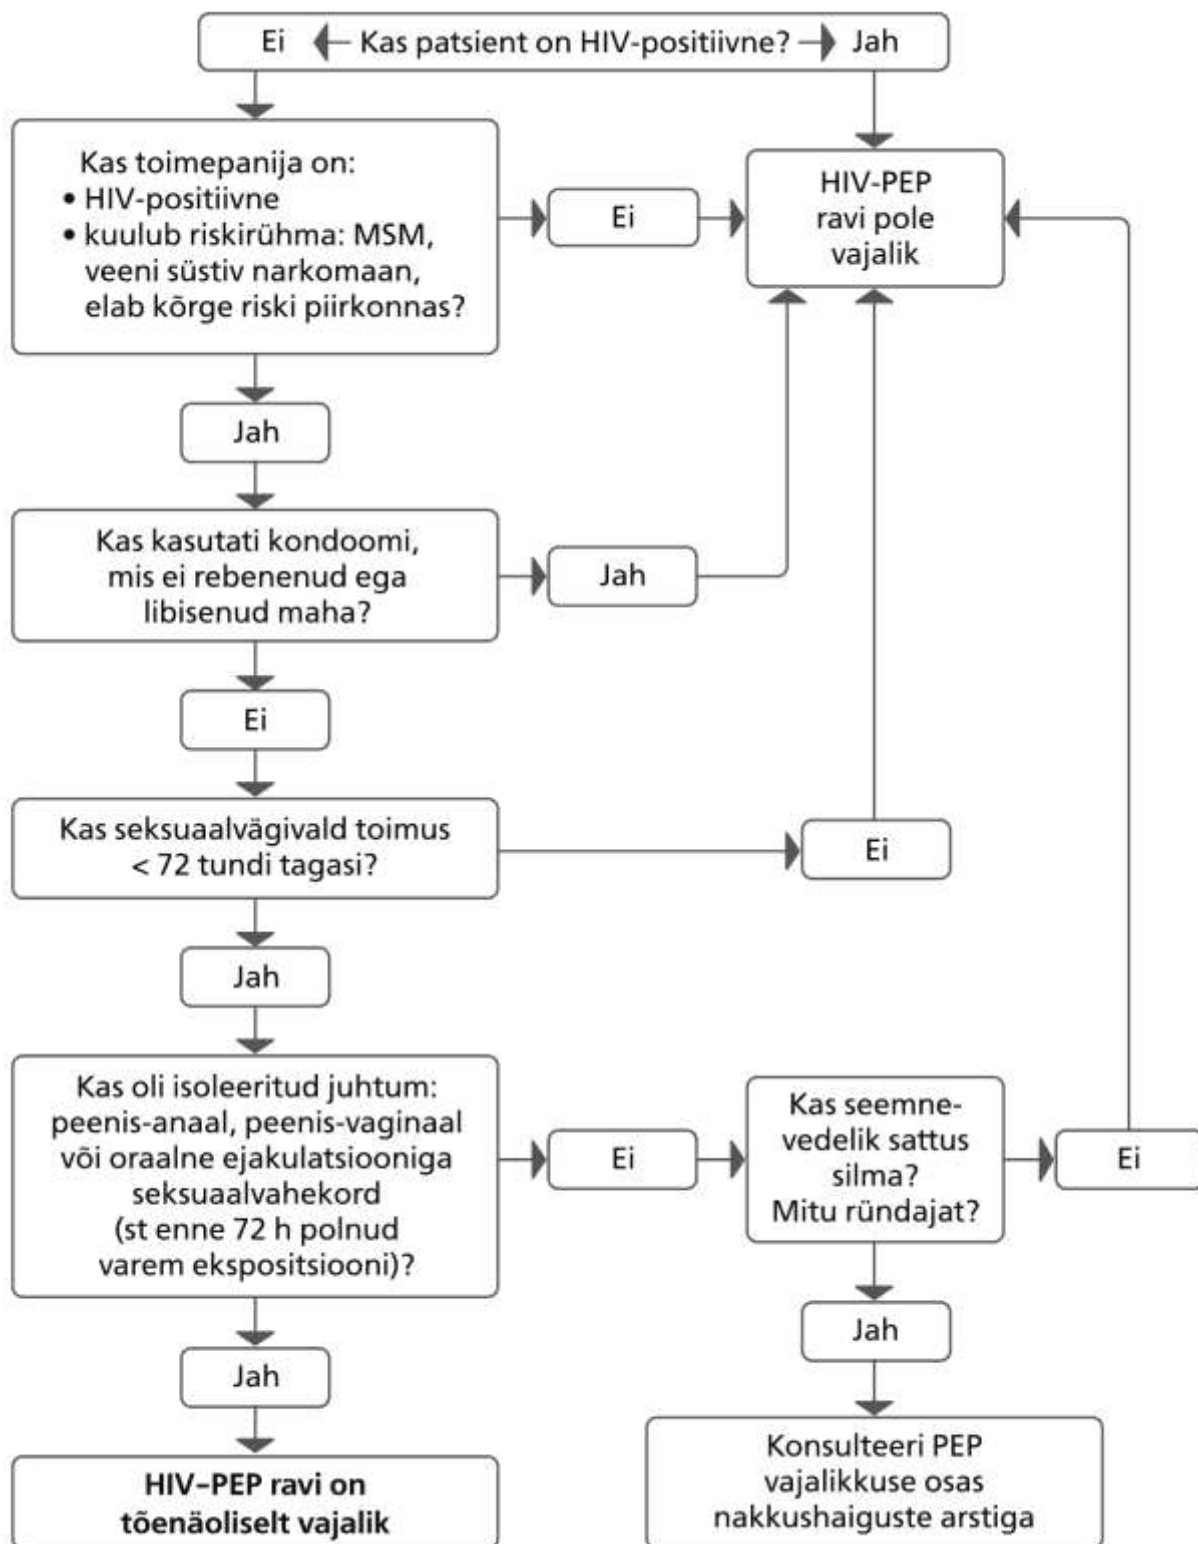 Ei Kas patsient on HIV-positiivne? Jah
Kas toimepanija on:
• HIV-positiivne
• kuulub riskirühma: MSM,
veeni süstiv narkomaan,
elab kõrge riski piirkonnas?
Ei
HIV-PEP
ravi pole
vajalik
Jah
Kas kasutati kondoomi,
mis ei rebenenud ega
libisenud maha?
Jah
Ei
Kas seksuaalvägivald toimus
< 72 tundi tagasi?
Ei
Jah
Kas oli isoleeritud juhtum:
peenis-anaal, peenis-vaginaal
või oraalne ejakulatsiooniga
seksuaalvahekord
(st enne 72 h polnud
varem ekspositsiooni)?
Ei
Kas seemne-
vedelik sattus
silma?
Mitu ründajat?
Ei
Jah
Jah
HIV–PEP ravi on
tõenäoliselt vajalik
Konsulteeri PEP
vajalikkuse osas
nakkushaiguste arstiga